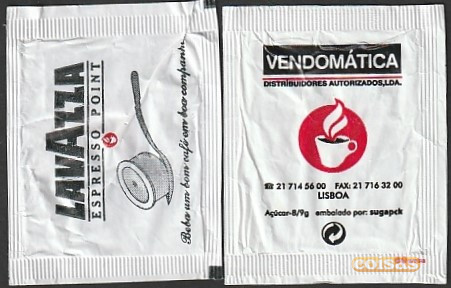 LAVAZZA
ESPRESSO POINT
Beba um bom café em boa companhia
VENDOMÁTICA
DISTRIBUIDORES AUTORIZADOS,LDA.
☎ 21 714 56 00 FAX: 21 716 32 00
LISBOA
Açúcar-8/9g embalado por: sugapck
coisas